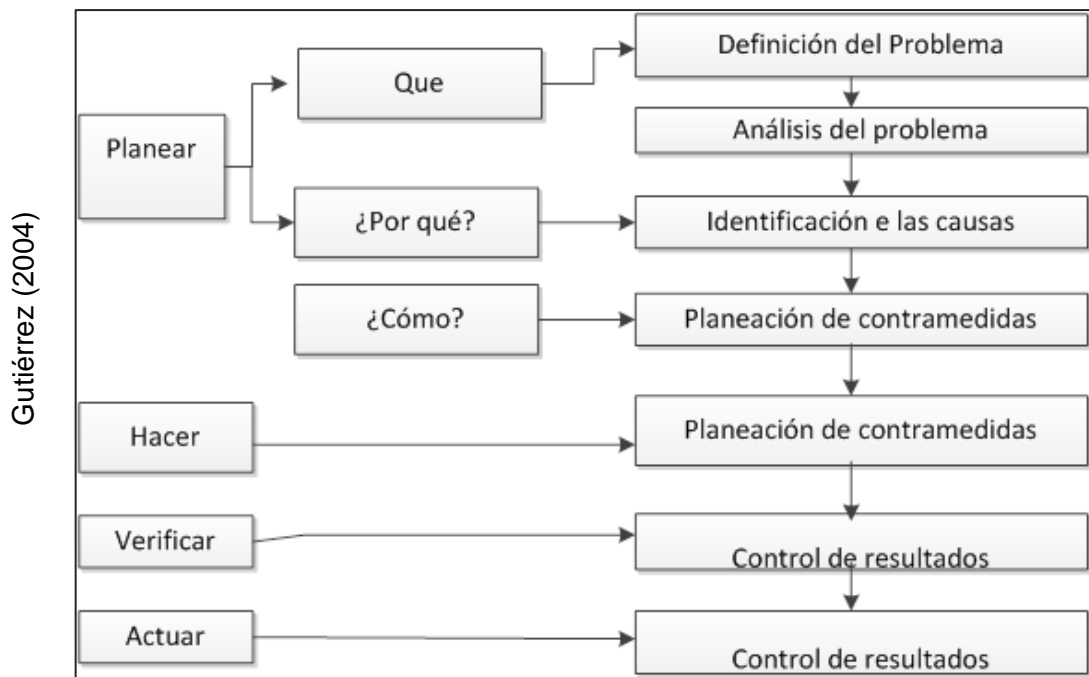 Gutiérrez (2004)
Planear
Que
Definición del Problema
Análisis del problema
¿Por qué?
Identificación e las causas
¿Cómo?
Planeación de contramedidas
Hacer
Planeación de contramedidas
Verificar
Control de resultados
Actuar
Control de resultados